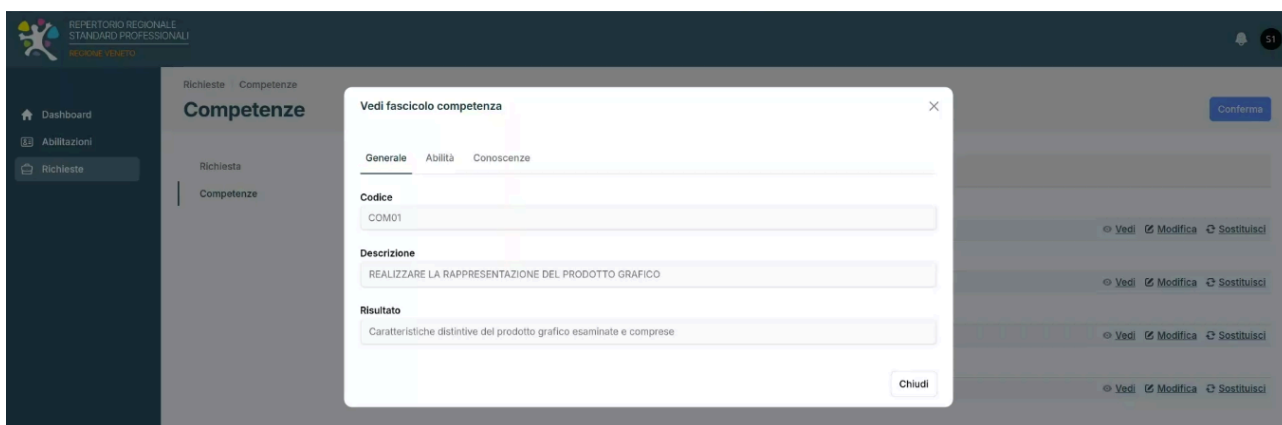 REPERTORIO REGIONALE
STANDARD PROFESSIONALI
REGIONE VENETO
S1
Dashboard
Abilitazioni
Richieste
Richieste Competenze
Competenze
Conferma
Richiesta
Competenze
Vedi fascicolo competenza
Generale Abilità Conoscenze
Codice
COM01
Descrizione
REALIZZARE LA RAPPRESENTAZIONE DEL PRODOTTO GRAFICO
Risultato
Caratteristiche distintive del prodotto grafico esaminate e comprese
Chiudi
Vedi Modifica Sostituisci
Vedi Modifica Sostituisci
Vedi Modifica Sostituisci
Vedi Modifica Sostituisci